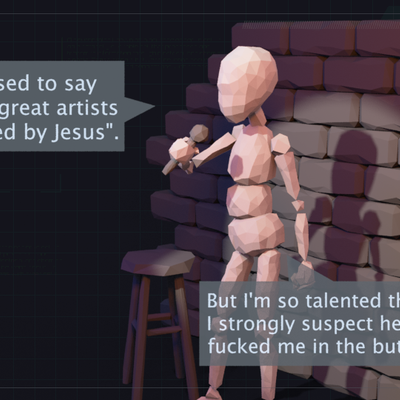 sed to say
great artists
ed by Jesus".
But I'm so talented th
I strongly suspect he
fucked me in the but